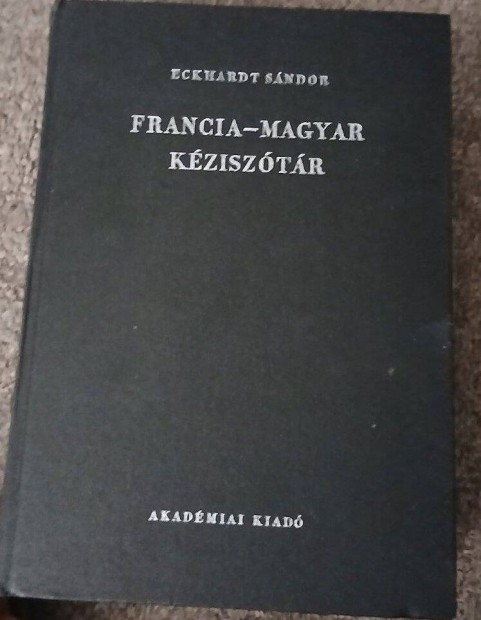 ECKHARDT SÁNDOR
FRANCIA–MAGYAR
KÉZISZÓTÁR
AKADÉMIAI KIADÓ